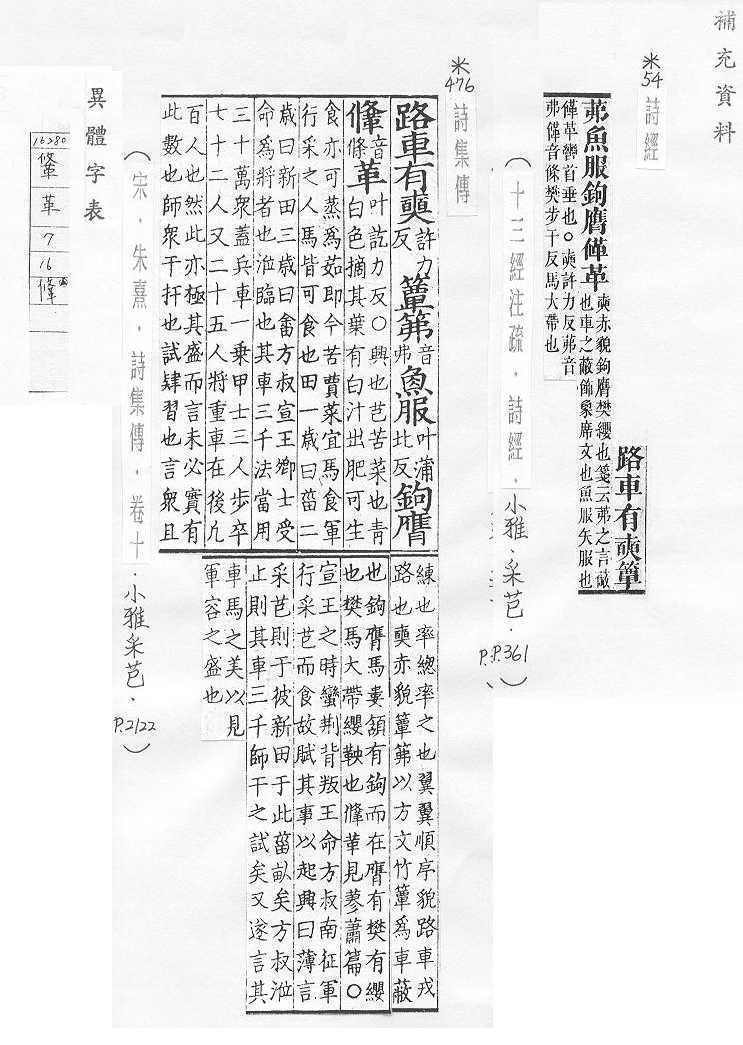 補充資料
米54
詩經
路車有奭簟
茀魚服鉤膺鞗革
奭赤貌鉤膺樊纓也箋云茀之言蔽
也車之蔽飾象席文也魚服矢服也
鞗革轡首垂也○奭許力反茀音
弗鞗音條樊步干反馬大帶也
(十三經注疏.詩經.小雅.采芑.P.P.361)
米476
詩集傳
路車有奭許力反簟笰音弗魚服叶蒲北反鉤膺
鞗音條革叶訖力反○興也芑苦菜也青
白色摘其葉有白汁出肥可生
食亦可蒸為茹即今苦蕒菜宜馬食軍
行采之人馬皆可食也田一歲曰菑二
歲曰新田三歲曰畬方叔宣王卿士受
命為將者也涖臨也其車三千法當用
三十萬衆蓋兵車一乗甲士三人步卒
七十二人又二十五人將重車在後凡
百人也然此亦極其盛而言未必實有
此數也師衆干扞也試肄習也言衆且
練也率緫率之也翼翼順序貌路車戎
路也奭赤貌簟笰以方文竹簟為車蔽
也鉤膺馬婁頷有鉤而在膺有樊有纓
也樊馬大帶纓鞅也鞗革見蓼蕭篇○
宣王之時蠻荆背叛王命方叔南征軍
行采芑而食故賦其事以起興曰薄言
采芑則于彼新田于此菑畝矣方叔涖
止則其車三千師干之試矣又遂言其
車馬之美以見
軍容之盛也
(宋.朱熹.詩集傳.卷十.小雅采芑.P.2122)
異體字表
16280
鞗
革
7
16
鞗